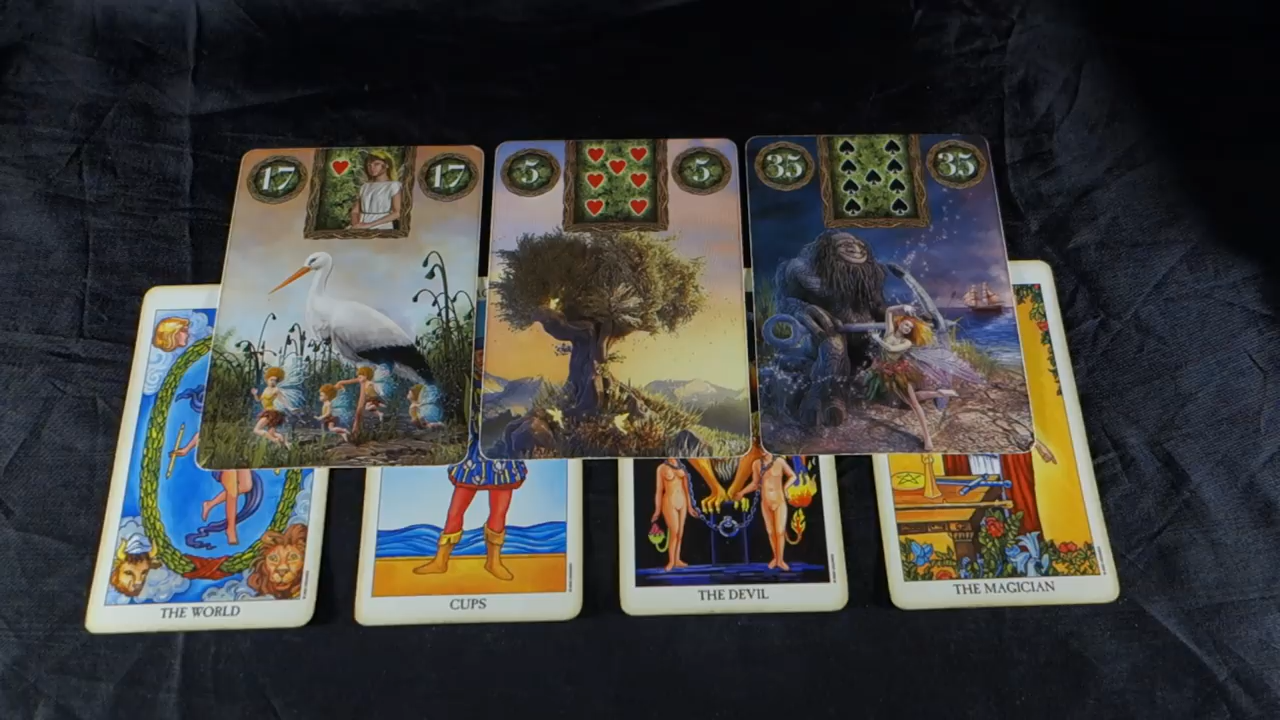 17 17
5 5
35 35
THE WORLD
CUPS
THE DEVIL
THE MAGICIAN